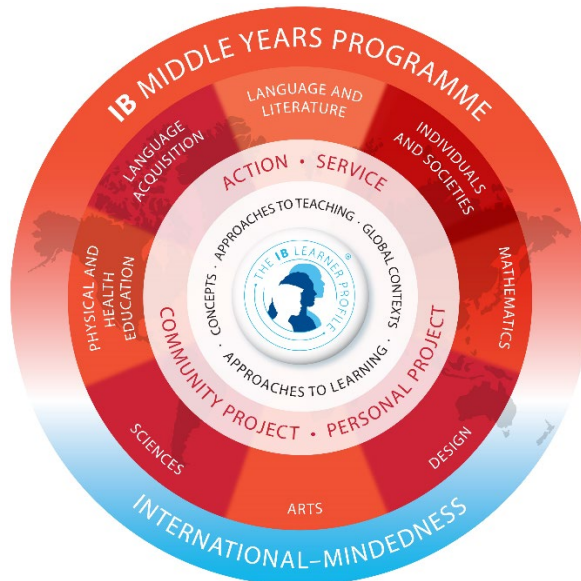 IB MIDDLE YEARS PROGRAMME
LANGUAGE AND
LITERATURE
INDIVIDUALS
AND SOCIETIES
MATHEMATICS
DESIGN
ARTS
SCIENCES
PHYSICAL AND
HEALTH
EDUCATION
LANGUAGE
ACQUISITION
ACTION • SERVICE
COMMUNITY PROJECT • PERSONAL PROJECT
CONCEPTS · APPROACHES TO TEACHING · GLOBAL CONTEXTS
· APPROACHES TO LEARNING ·
THE IB LEARNER PROFILE ®
INTERNATIONAL–MINDEDNESS